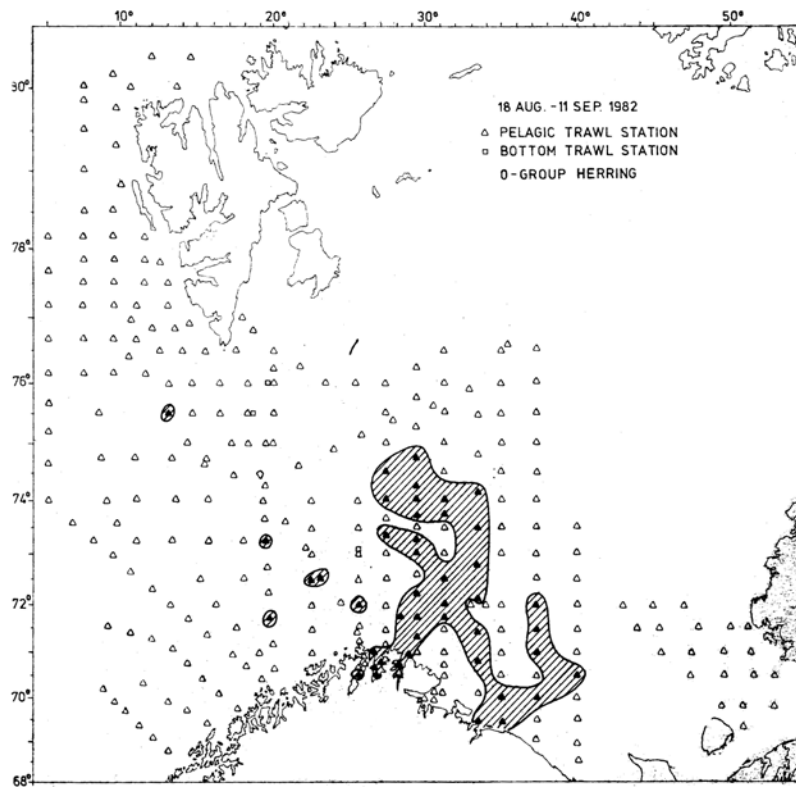 10° 20° 30° 40° 50°
30°
18 AUG. -11 SEP. 1982
△ PELAGIC TRAWL STATION
□ BOTTOM TRAWL STATION
0-GROUP HERRING
78°
76°
74°
72°
70°
68°